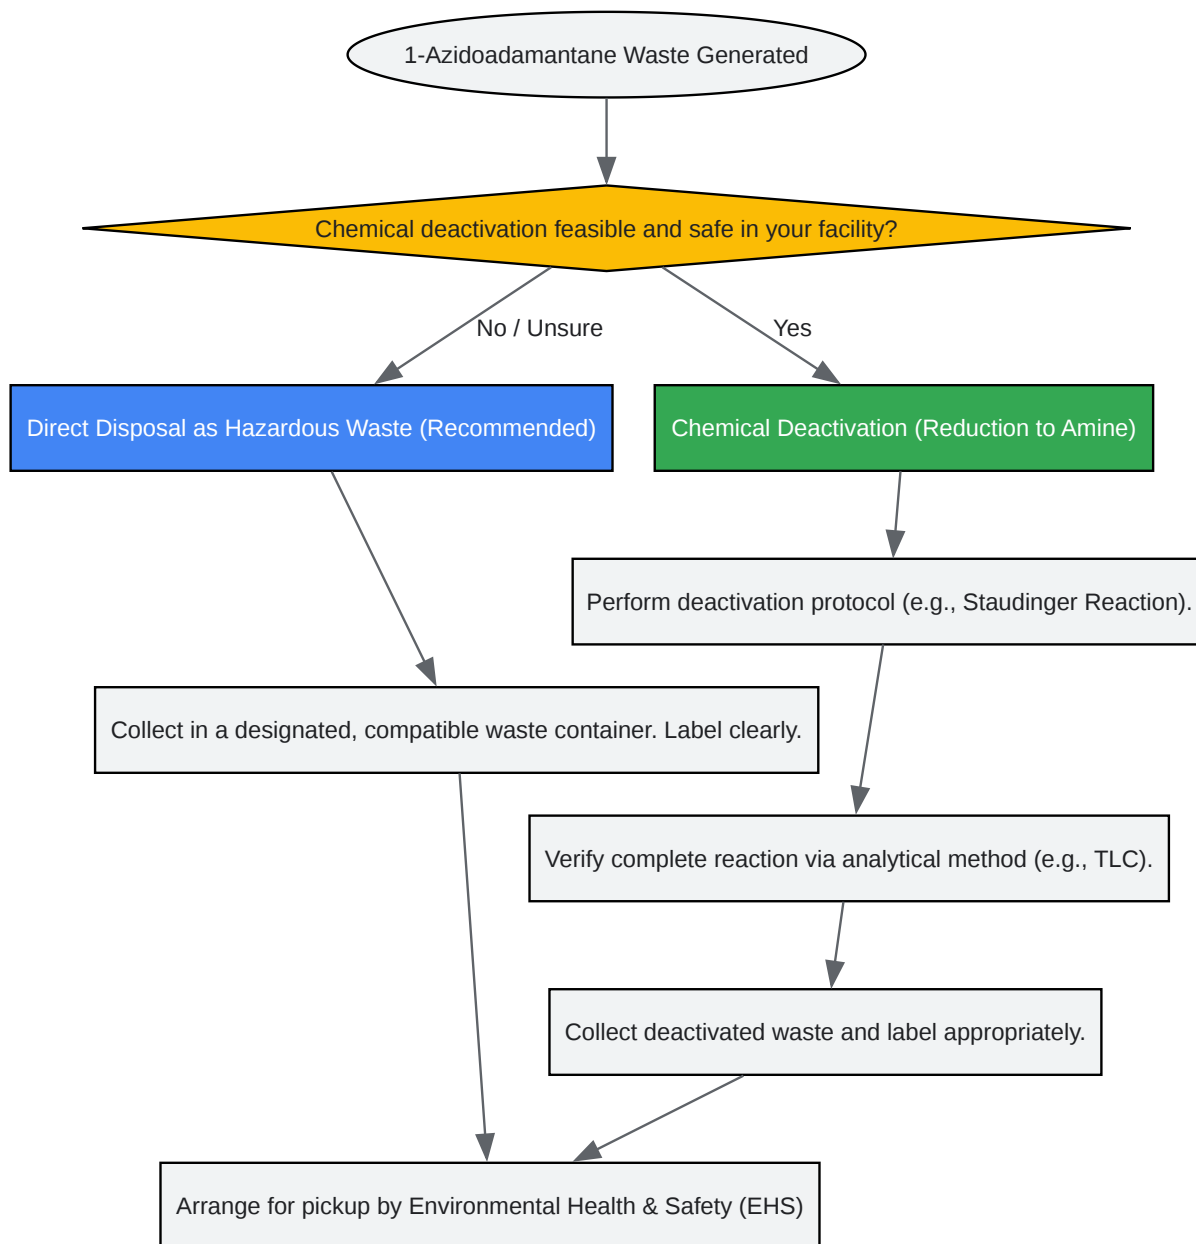 1-Azidoadamantane Waste Generated
Chemical deactivation feasible and safe in your facility?
No / Unsure
Yes
Direct Disposal as Hazardous Waste (Recommended)
Chemical Deactivation (Reduction to Amine)
Perform deactivation protocol (e.g., Staudinger Reaction).
Collect in a designated, compatible waste container. Label clearly.
Verify complete reaction via analytical method (e.g., TLC).
Collect deactivated waste and label appropriately.
Arrange for pickup by Environmental Health & Safety (EHS)